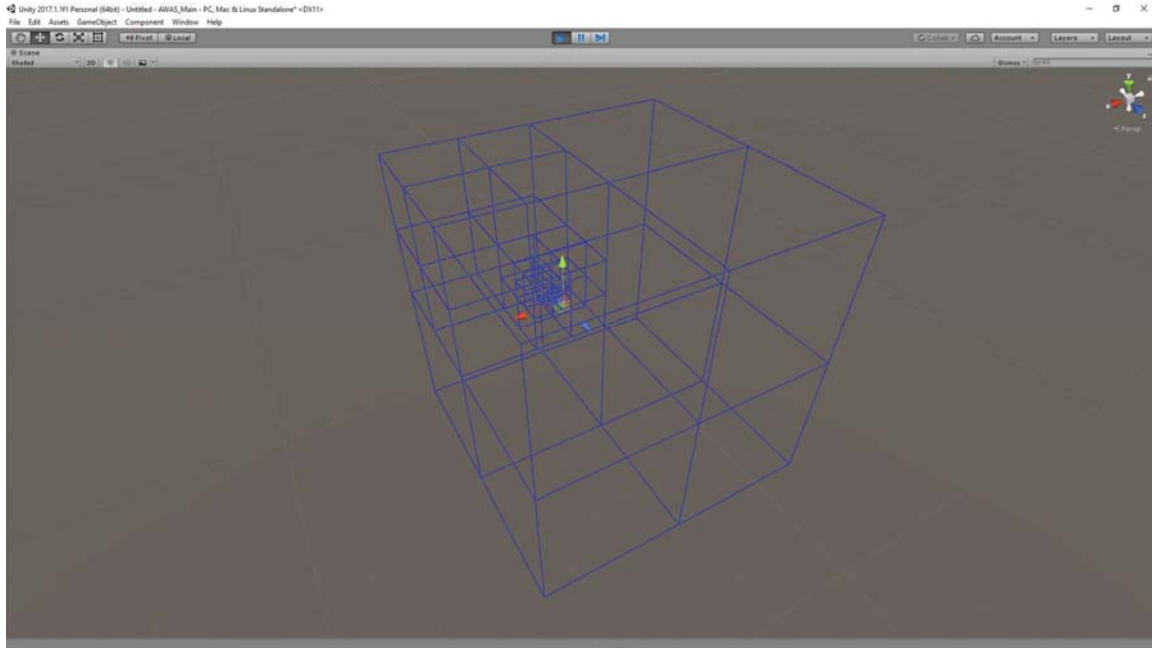 Unity 2017.1.1f1 Personal (64bit) - Untitled - AWAS_Main - PC, Mac & Linux Standalone* <DX11>
File Edit Assets GameObject Component Window Help
Pivot Local Collab Account Layers Layout
Scene
Shaded 2D Gizmos
y
x z
Persp